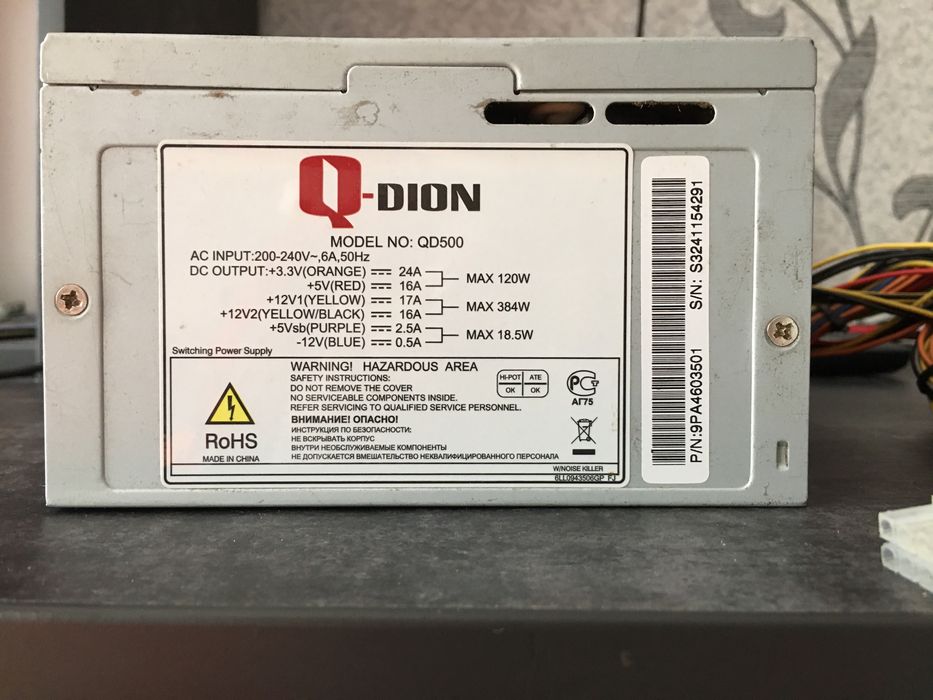 Q-DION
MODEL NO: QD500
AC INPUT:200-240V~,6A,50Hz
DC OUTPUT:+3.3V(ORANGE) ⎓ 24A
+5V(RED) ⎓ 16A
MAX 120W
+12V1(YELLOW) ⎓ 17A
+12V2(YELLOW/BLACK) ⎓ 16A
MAX 384W
+5Vsb(PURPLE) ⎓ 2.5A
-12V(BLUE) ⎓ 0.5A
MAX 18.5W
Switching Power Supply
WARNING! HAZARDOUS AREA
SAFETY INSTRUCTIONS:
DO NOT REMOVE THE COVER
NO SERVICEABLE COMPONENTS INSIDE.
REFER SERVICING TO QUALIFIED SERVICE PERSONNEL.
ВНИМАНИЕ! ОПАСНО!
ИНСТРУКЦИЯ ПО БЕЗОПАСНОСТИ:
НЕ ВСКРЫВАТЬ КОРПУС
ВНУТРИ НЕОБСЛУЖИВАЕМЫЕ КОМПОНЕНТЫ
НЕ ДОПУСКАЕТСЯ ВМЕШАТЕЛЬСТВО НЕКВАЛИФИЦИРОВАННОГО ПЕРСОНАЛА
RoHS
MADE IN CHINA
HI-POT ATE
OK OK
РСТ
АГ75
W/NOISE KILLER
6LL0943506GP FJ
P/N:9PA4603501 S/N: S3241154291